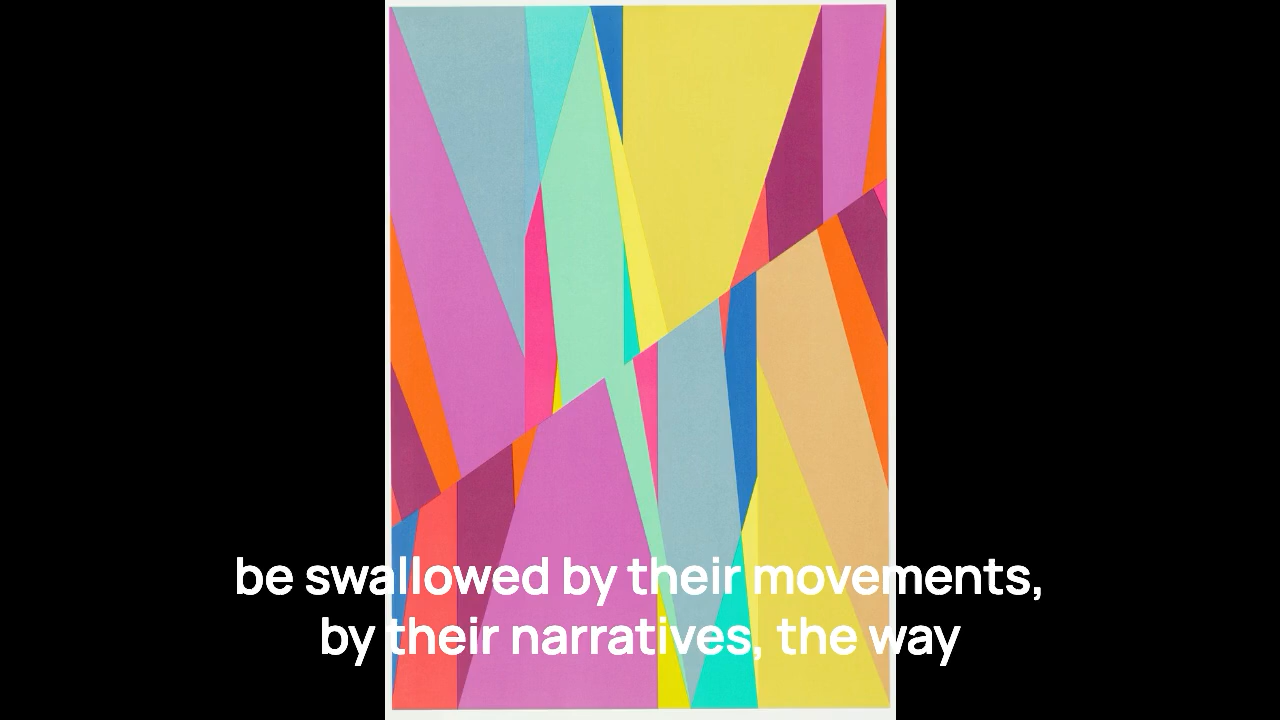 be swallowed by their movements,
by their narratives, the way